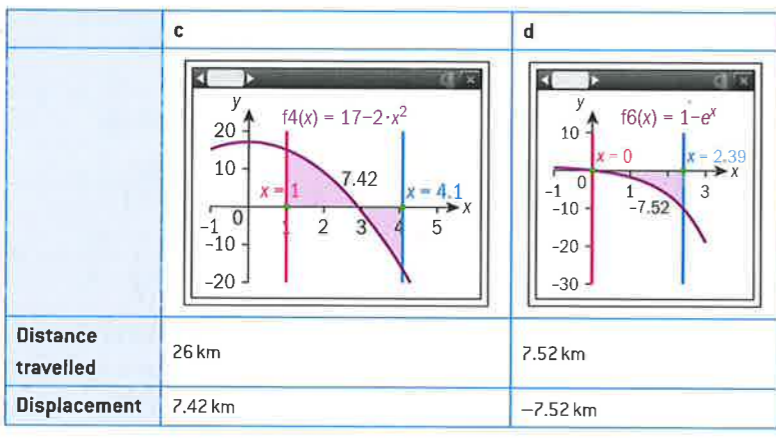 c
d
y
f4(x) = 17−2·x²
20
10
x = 1
7.42
x = 4.1
x
−1
0
1
2
3
4
5
−10
−20
y
f6(x) = 1−eˣ
10
x = 0
x = 2.39
x
−1
0
1
3
−10
−7.52
−20
−30
Distance
travelled
26 km
7.52 km
Displacement
7.42 km
−7.52 km